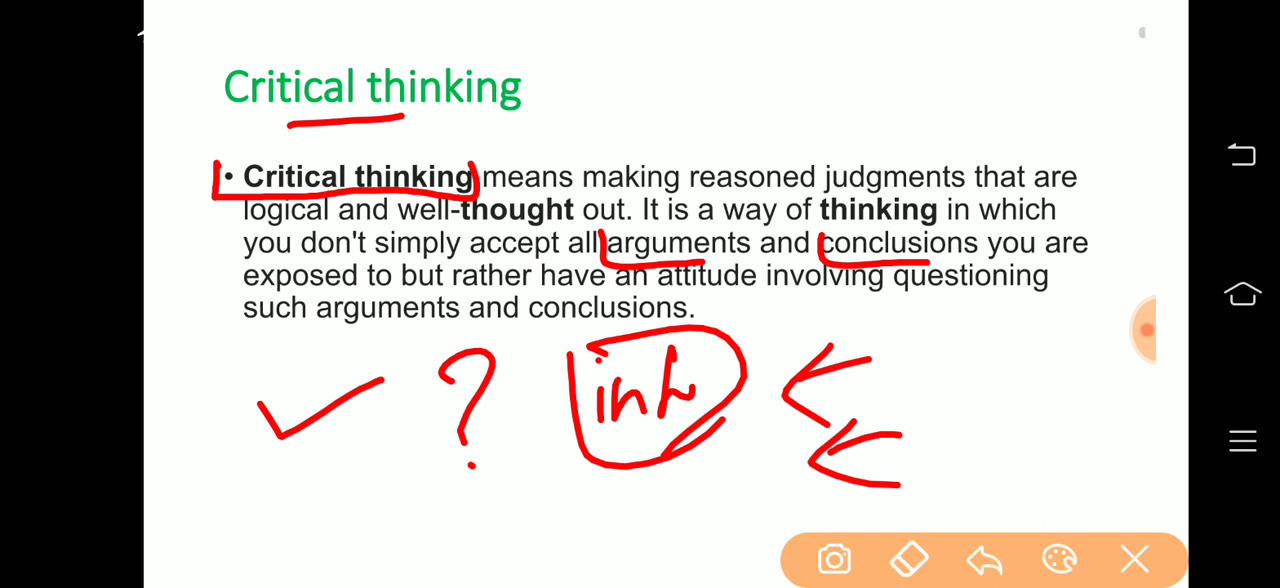 Critical thinking
• Critical thinking means making reasoned judgments that are
logical and well-thought out. It is a way of thinking in which
you don't simply accept all arguments and conclusions you are
exposed to but rather have an attitude involving questioning
such arguments and conclusions.
?